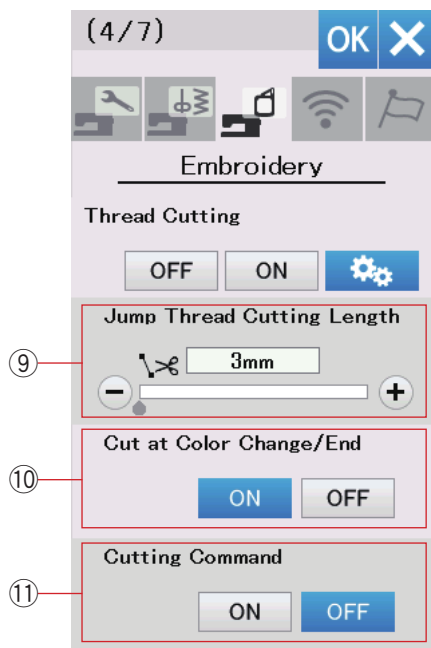 (4/7)
OK
Embroidery
Thread Cutting
OFF ON
Jump Thread Cutting Length
⑨
3mm
Cut at Color Change/End
⑩
ON OFF
Cutting Command
⑪
ON OFF